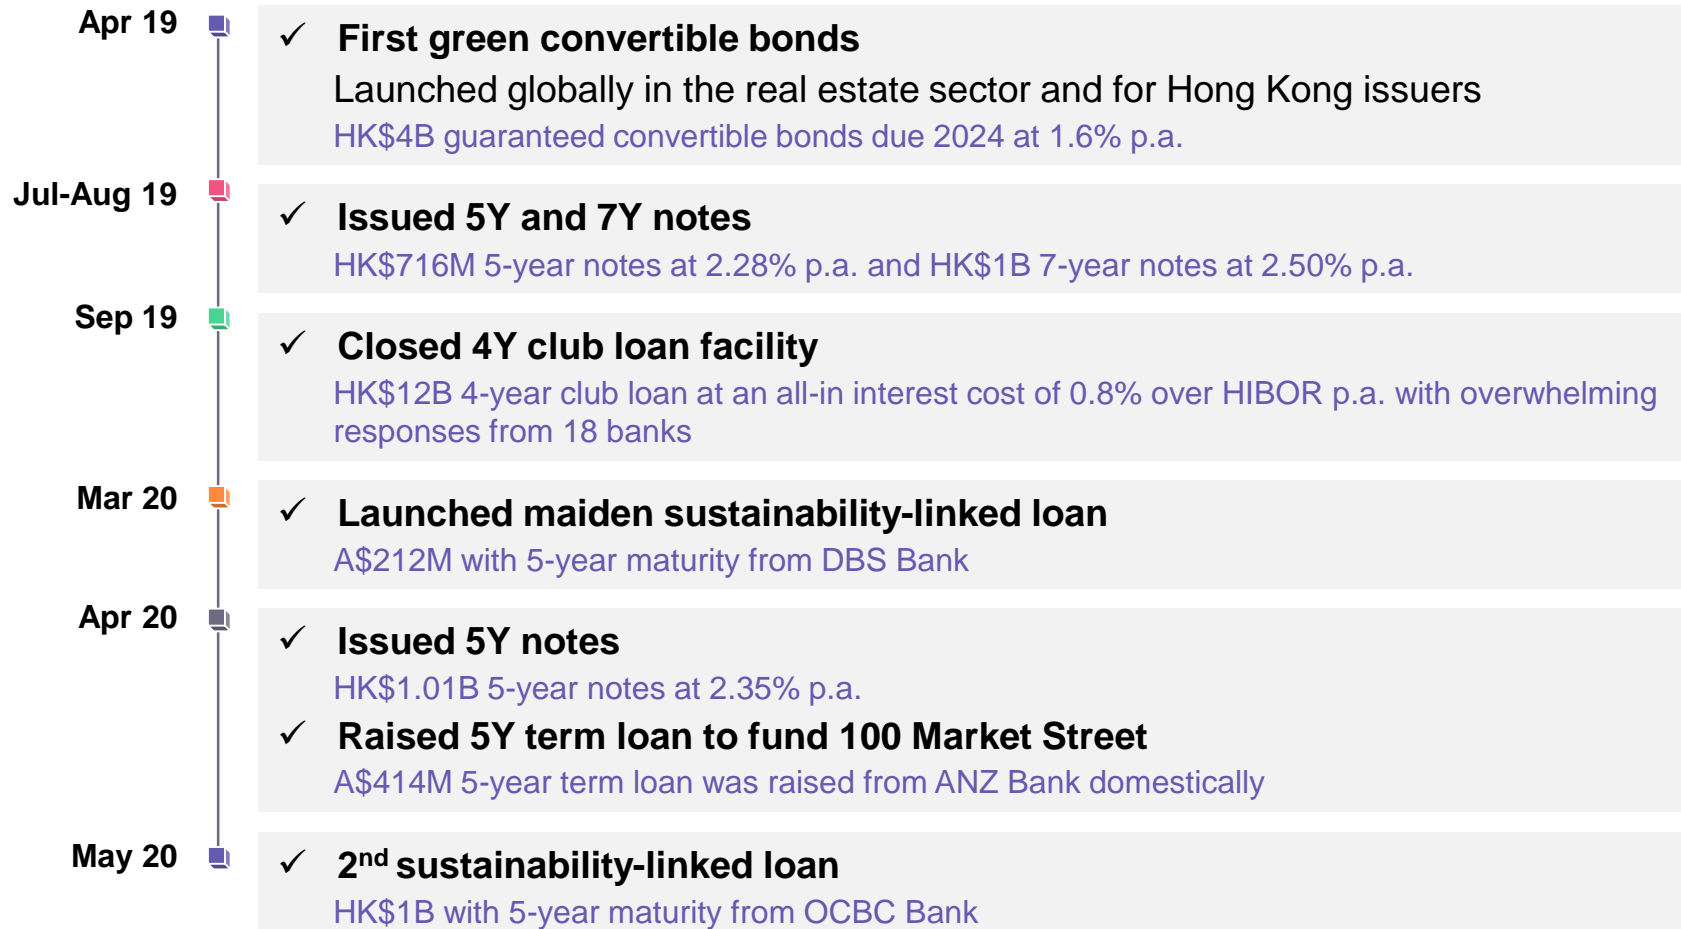 Apr 19
✓ First green convertible bonds
Launched globally in the real estate sector and for Hong Kong issuers
HK$4B guaranteed convertible bonds due 2024 at 1.6% p.a.
Jul-Aug 19
✓ Issued 5Y and 7Y notes
HK$716M 5-year notes at 2.28% p.a. and HK$1B 7-year notes at 2.50% p.a.
Sep 19
✓ Closed 4Y club loan facility
HK$12B 4-year club loan at an all-in interest cost of 0.8% over HIBOR p.a. with overwhelming
responses from 18 banks
Mar 20
✓ Launched maiden sustainability-linked loan
A$212M with 5-year maturity from DBS Bank
Apr 20
✓ Issued 5Y notes
HK$1.01B 5-year notes at 2.35% p.a.
✓ Raised 5Y term loan to fund 100 Market Street
A$414M 5-year term loan was raised from ANZ Bank domestically
May 20
✓ 2nd sustainability-linked loan
HK$1B with 5-year maturity from OCBC Bank